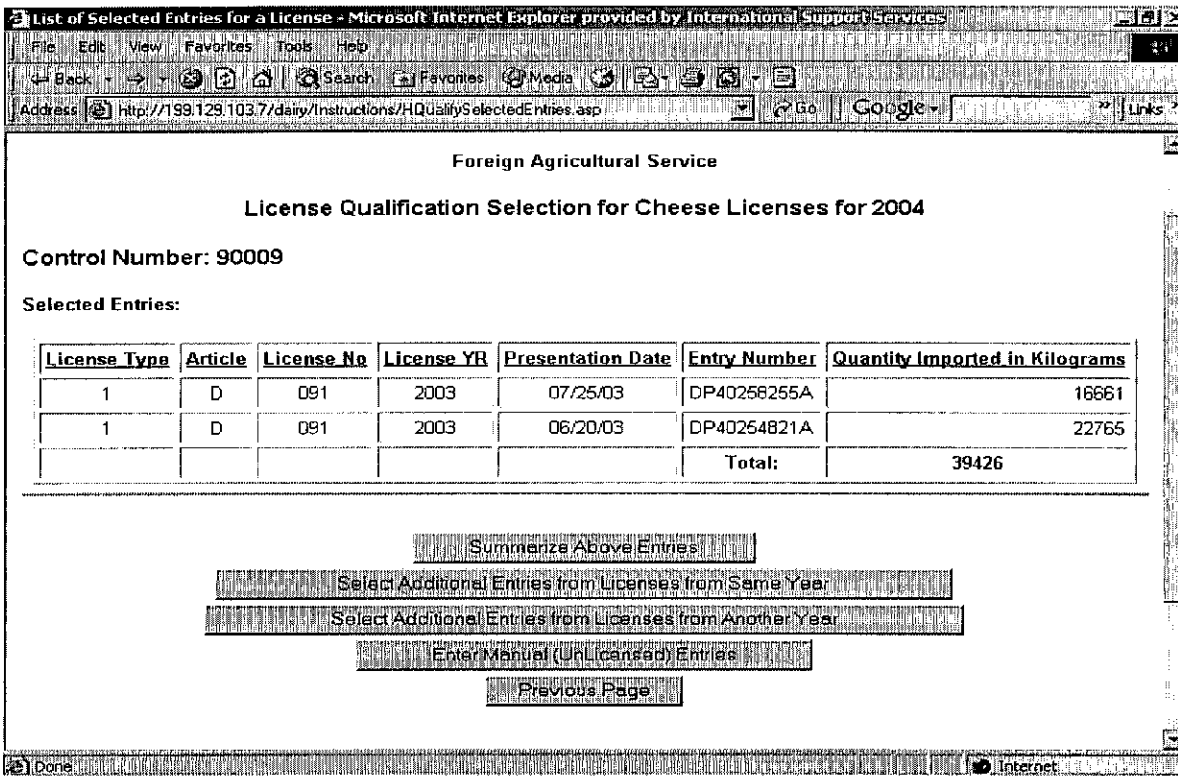 List of Selected Entries for a License - Microsoft Internet Explorer provided by International Support Services
File Edit View Favorites Tools Help
Back Search Favorites Media
Address http://199.129.103.7/dairy/Instructions/HQualifySelectedEntries.asp Go Google Links
Foreign Agricultural Service
License Qualification Selection for Cheese Licenses for 2004
Control Number: 90009
Selected Entries:
License Type Article License No License YR Presentation Date Entry Number Quantity Imported in Kilograms
1 D 091 2003 07/25/03 DP40258255A 16661
1 D 091 2003 06/20/03 DP40254821A 22765
Total: 39426
Summerize Above Entries
Select Additional Entries from Licenses from Same Year
Select Additional Entries from Licenses from Another Year
Enter Manual (UnLicensed) Entries
Previous Page
Done Internet